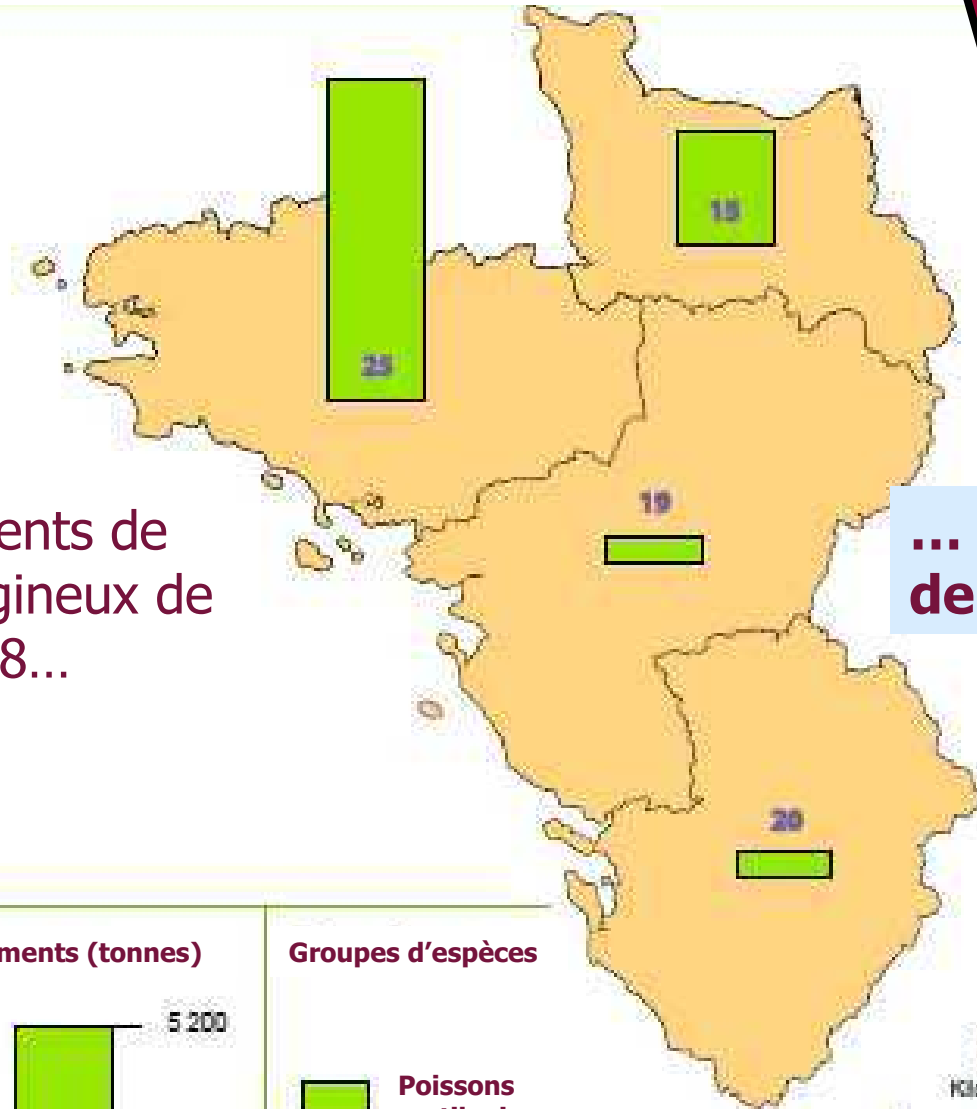 15
25
19
ents de
gineux de
8…
…
de
20
ments (tonnes)
Groupes d’espèces
5 200
Poissons